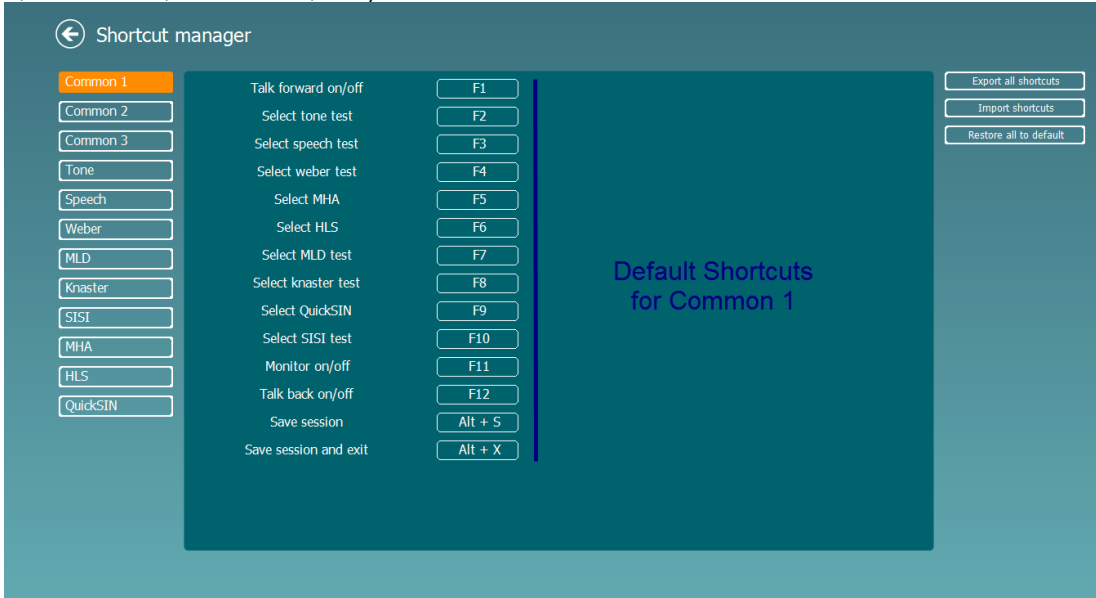 Shortcut manager
Common 1
Common 2
Common 3
Tone
Speech
Weber
MLD
Knaster
SISI
MHA
HLS
QuickSIN
Talk forward on/off F1
Select tone test F2
Select speech test F3
Select weber test F4
Select MHA F5
Select HLS F6
Select MLD test F7
Select knaster test F8
Select QuickSIN F9
Select SISI test F10
Monitor on/off F11
Talk back on/off F12
Save session Alt + S
Save session and exit Alt + X
Default Shortcuts
for Common 1
Export all shortcuts
Import shortcuts
Restore all to default